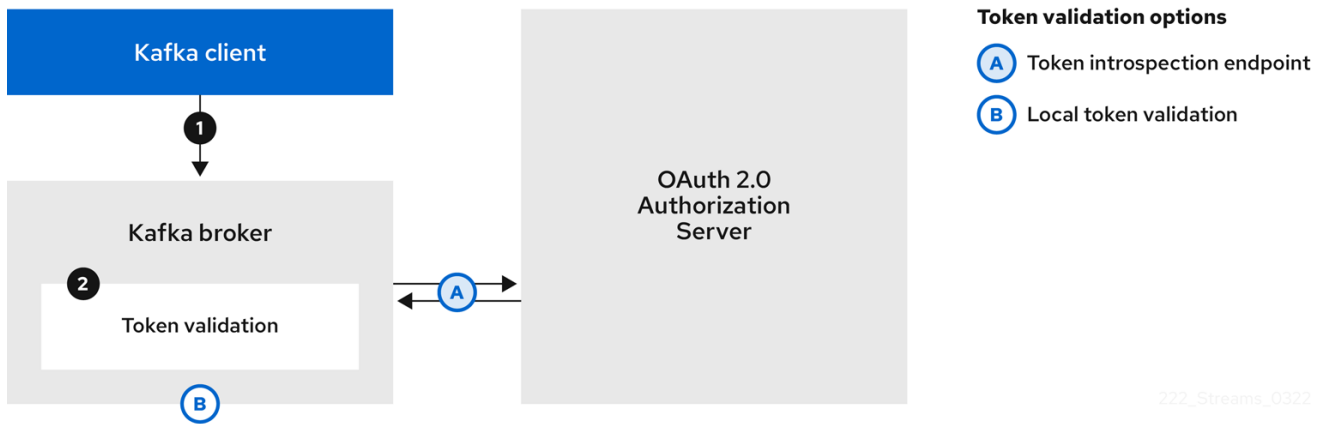 Kafka client
1
Kafka broker
2
Token validation
B
A
OAuth 2.0
Authorization
Server
Token validation options
A Token introspection endpoint
B Local token validation
222_Streams_0322